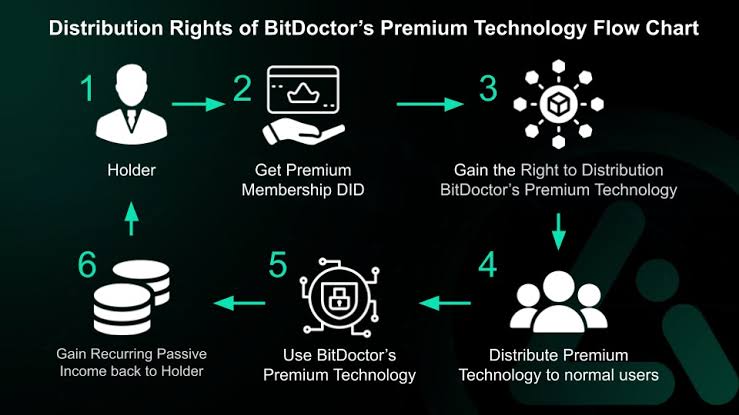 Distribution Rights of BitDoctor's Premium Technology Flow Chart
1
Holder
2
Get Premium
Membership DID
3
Gain the Right to Distribution
BitDoctor's Premium Technology
4
Distribute Premium
Technology to normal users
5
Use BitDoctor's
Premium Technology
6
Gain Recurring Passive
Income back to Holder